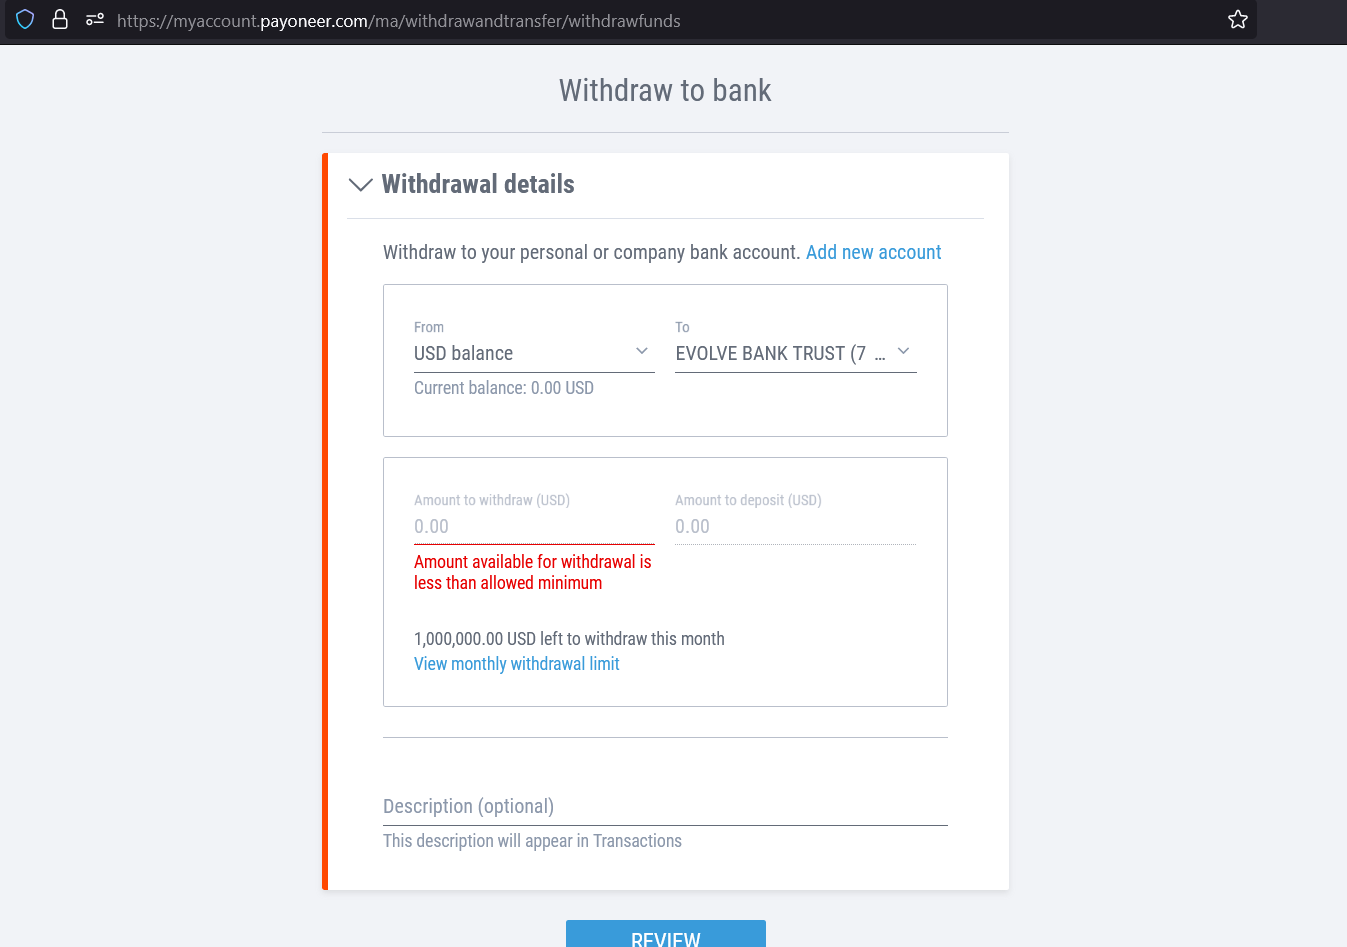 https://myaccount.payoneer.com/ma/withdrawandtransfer/withdrawfunds
Withdraw to bank
Withdrawal details
Withdraw to your personal or company bank account. Add new account
From
USD balance
Current balance: 0.00 USD
To
EVOLVE BANK TRUST (7 ...
Amount to withdraw (USD)
0.00
Amount available for withdrawal is
less than allowed minimum
Amount to deposit (USD)
0.00
1,000,000.00 USD left to withdraw this month
View monthly withdrawal limit
Description (optional)
This description will appear in Transactions
REVIEW